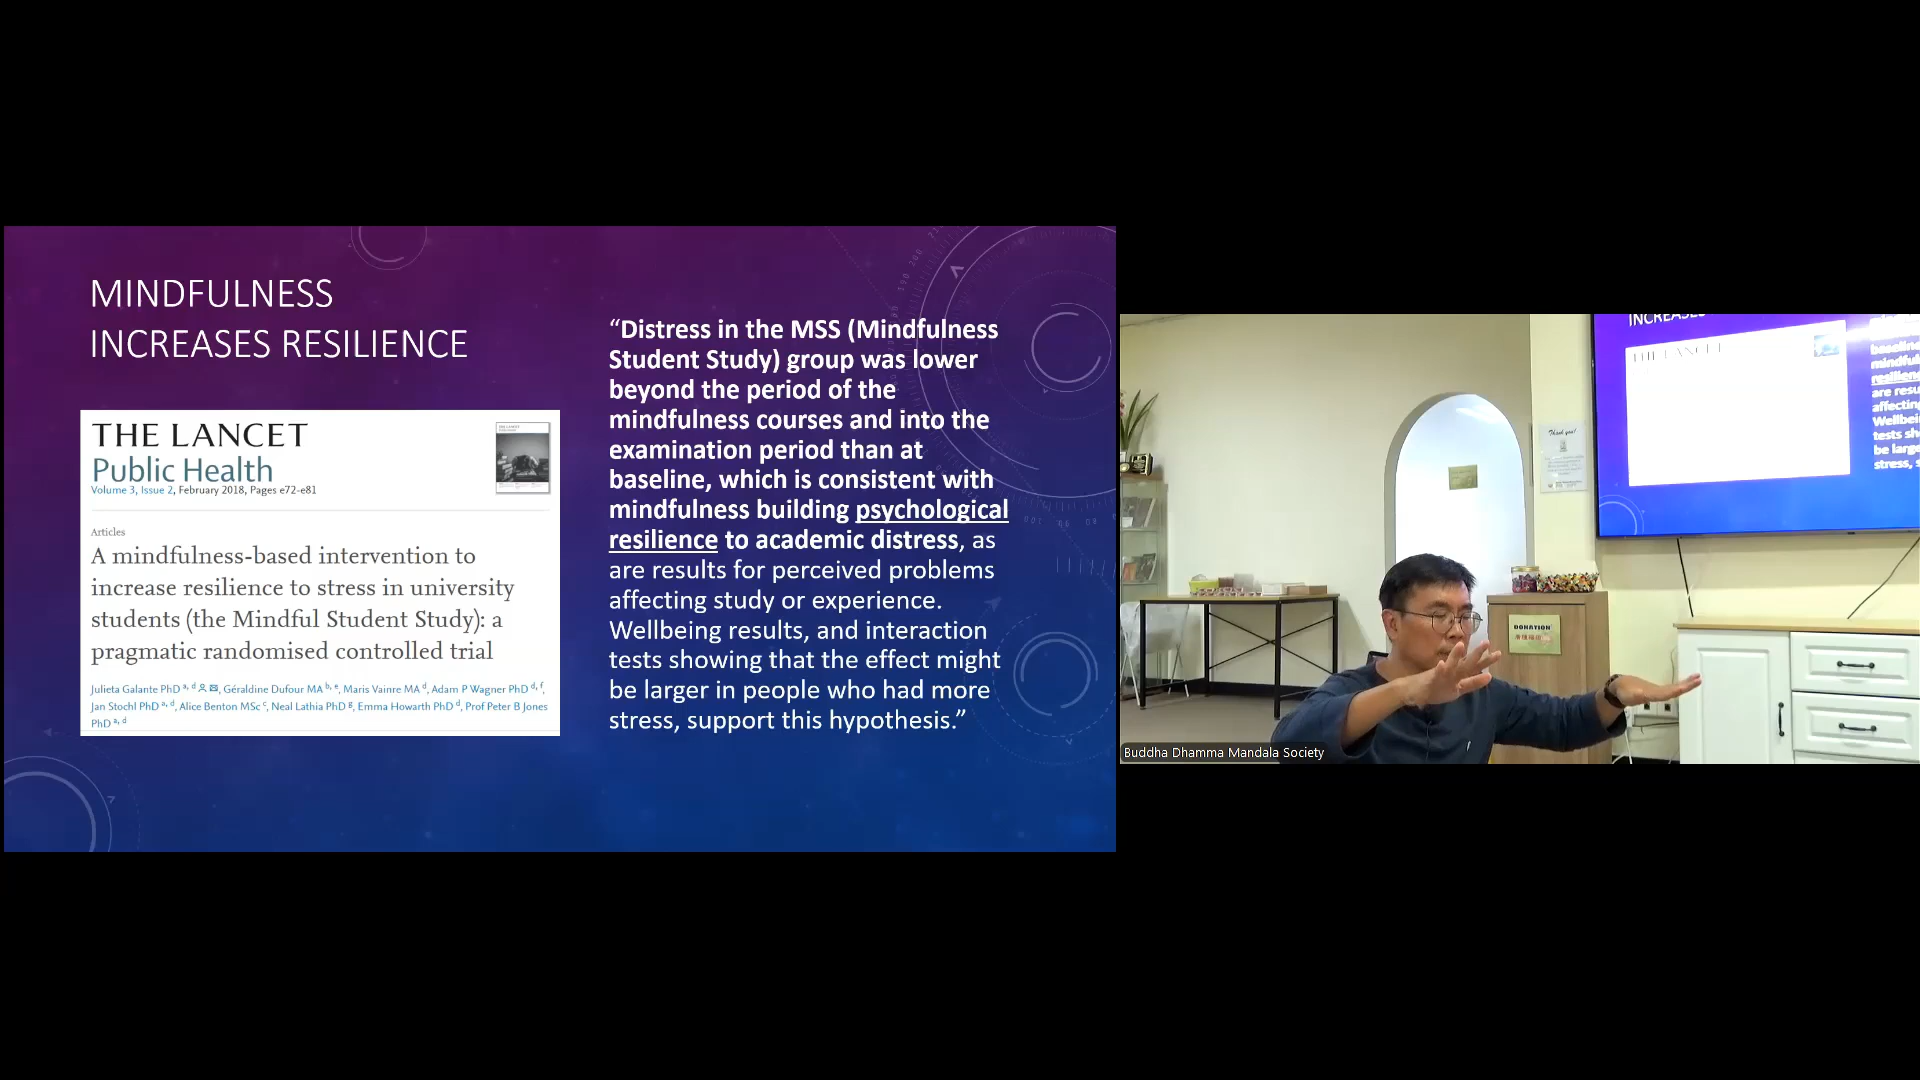 MINDFULNESS
INCREASES RESILIENCE
THE LANCET
Public Health
Volume 3, Issue 2, February 2018, Pages e72-e81
Articles
A mindfulness-based intervention to
increase resilience to stress in university
students (the Mindful Student Study): a
pragmatic randomised controlled trial
Julieta Galante PhD a, d, Géraldine Dufour MA b, e, Maris Vainre MA d, Adam P Wagner PhD d, f,
Jan Stochl PhD a, d, Alice Benton MSc c, Neal Lathia PhD g, Emma Howarth PhD d, Prof Peter B Jones
PhD a, d
“Distress in the MSS (Mindfulness
Student Study) group was lower
beyond the period of the
mindfulness courses and into the
examination period than at
baseline, which is consistent with
mindfulness building psychological
resilience to academic distress, as
are results for perceived problems
affecting study or experience.
Wellbeing results, and interaction
tests showing that the effect might
be larger in people who had more
stress, support this hypothesis.”
THE LANCET
Thank you!
DONATION
Buddha Dhamma Mandala Society